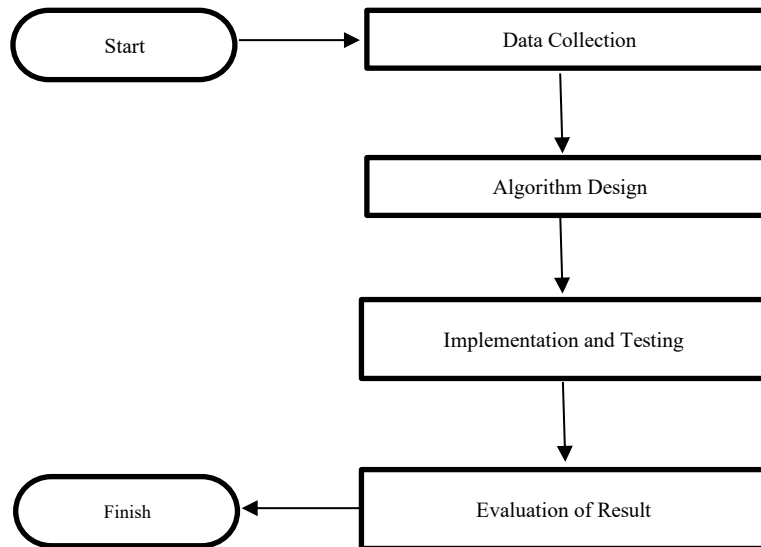 Start
Data Collection
Algorithm Design
Implementation and Testing
Evaluation of Result
Finish